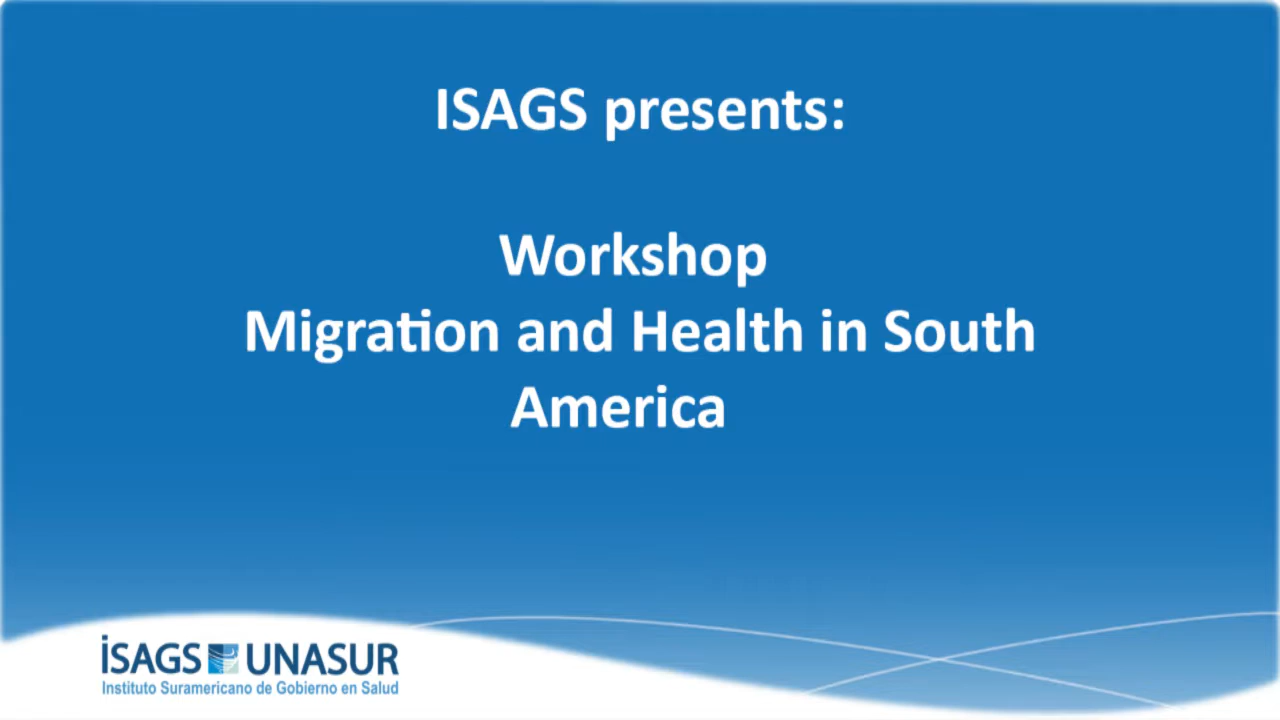 ISAGS presents:
Workshop
Migration and Health in South
America
iSAGS UNASUR
Instituto Suramericano de Gobierno en Salud